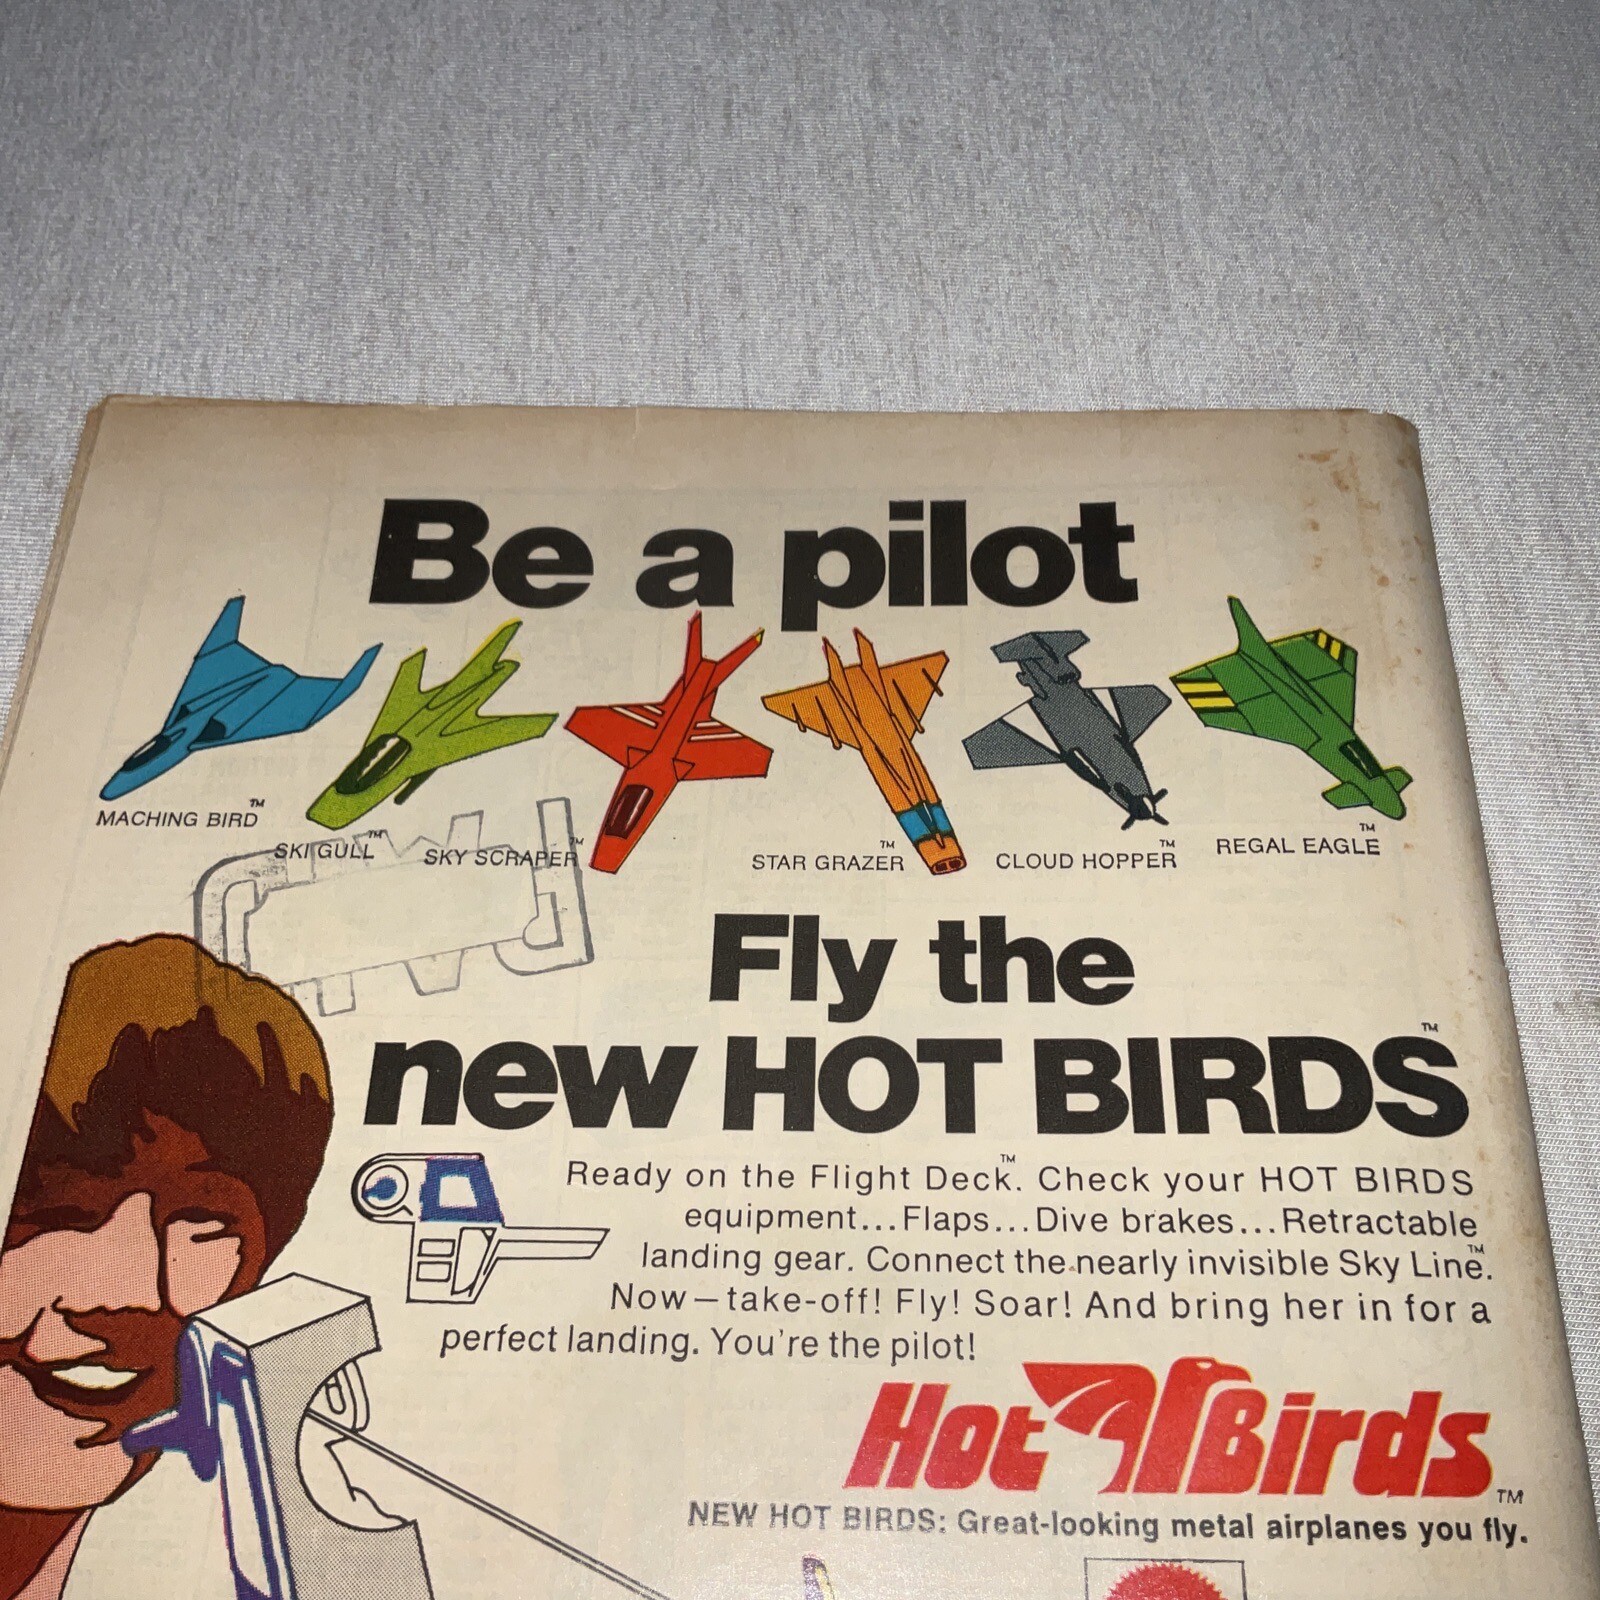 Be a pilot
MACHING BIRD™
SKI GULL™
SKY SCRAPER™
STAR GRAZER™
CLOUD HOPPER™
REGAL EAGLE™
Fly the
new HOT BIRDS™
Ready on the Flight Deck™. Check your HOT BIRDS
equipment...Flaps...Dive brakes...Retractable
landing gear. Connect the nearly invisible Sky Line™.
Now—take-off! Fly! Soar! And bring her in for a
perfect landing. You're the pilot!
Hot Birds™
NEW HOT BIRDS: Great-looking metal airplanes you fly.